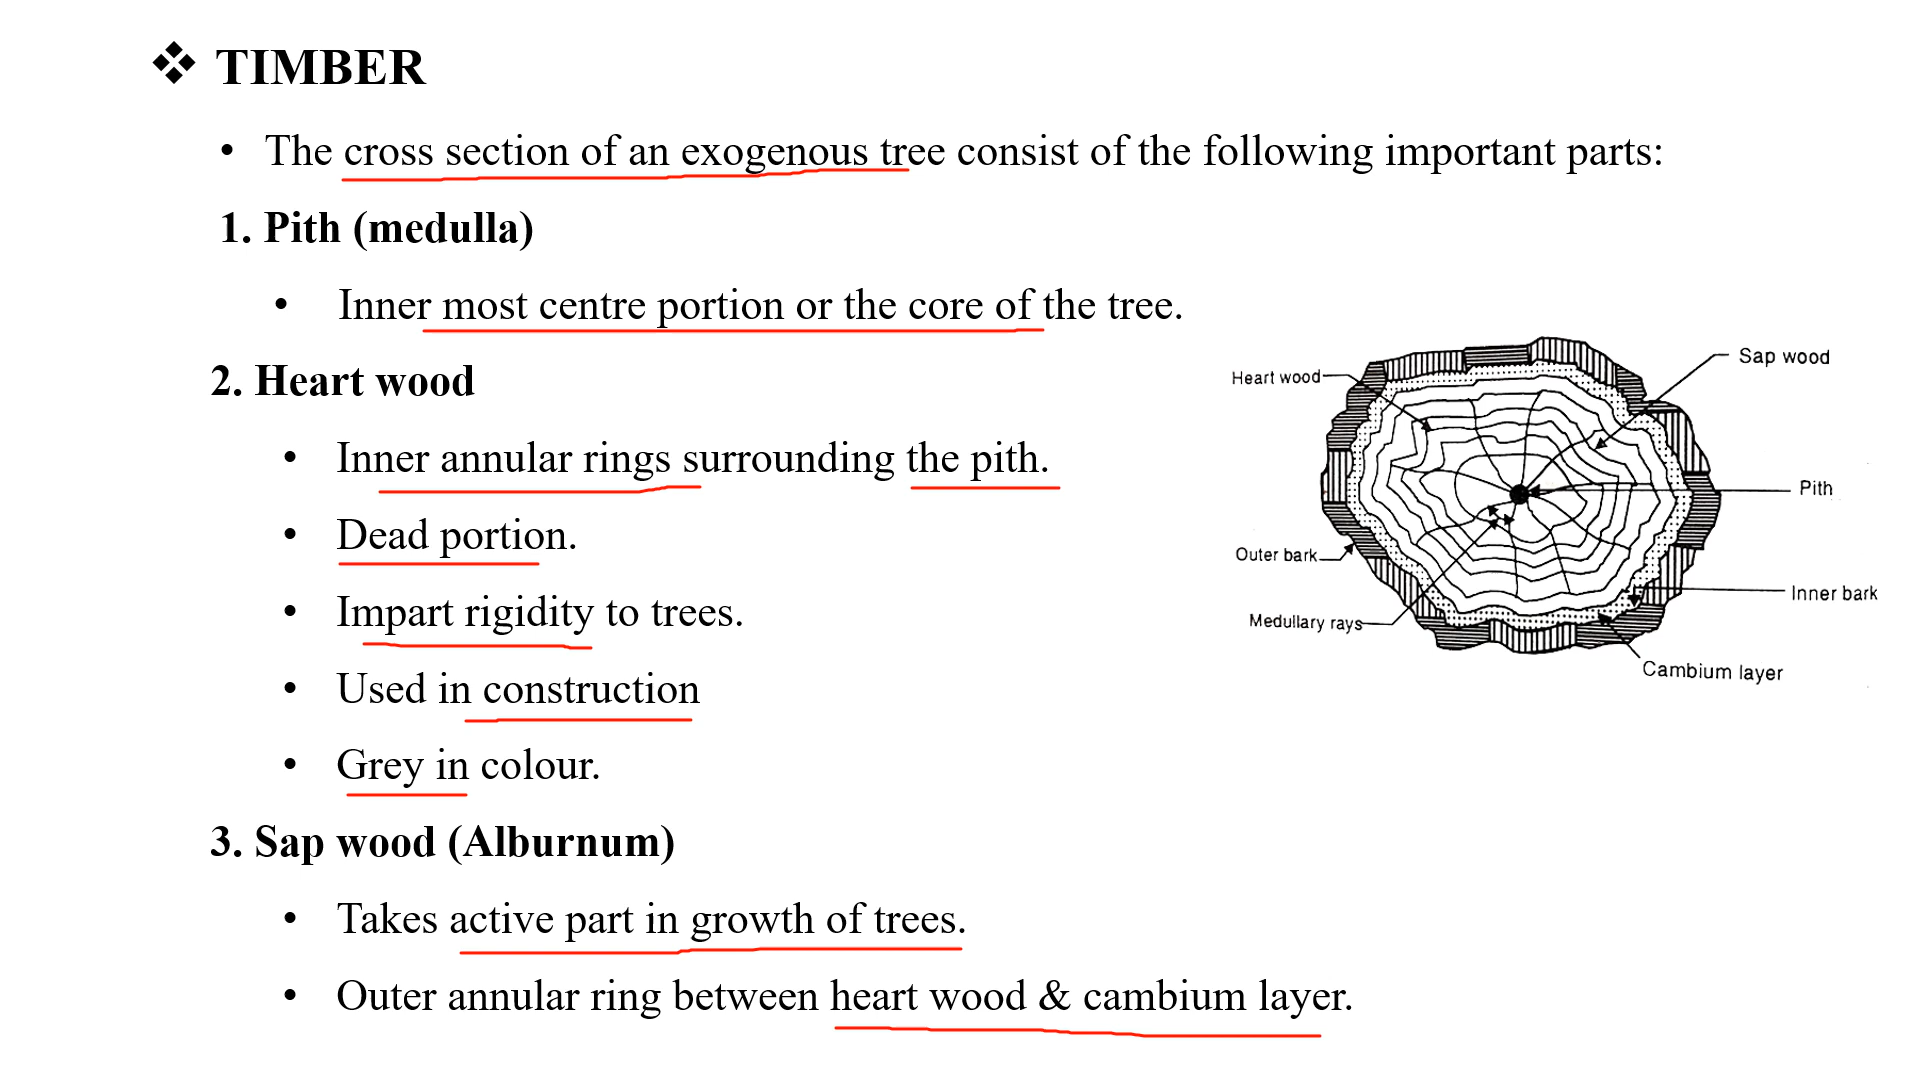 ❖ TIMBER
• The cross section of an exogenous tree consist of the following important parts:
1. Pith (medulla)
• Inner most centre portion or the core of the tree.
2. Heart wood
• Inner annular rings surrounding the pith.
• Dead portion.
• Impart rigidity to trees.
• Used in construction
• Grey in colour.
3. Sap wood (Alburnum)
• Takes active part in growth of trees.
• Outer annular ring between heart wood & cambium layer.
Sap wood
Heart wood
Pith
Outer bark
Inner bark
Medullary rays
Cambium layer